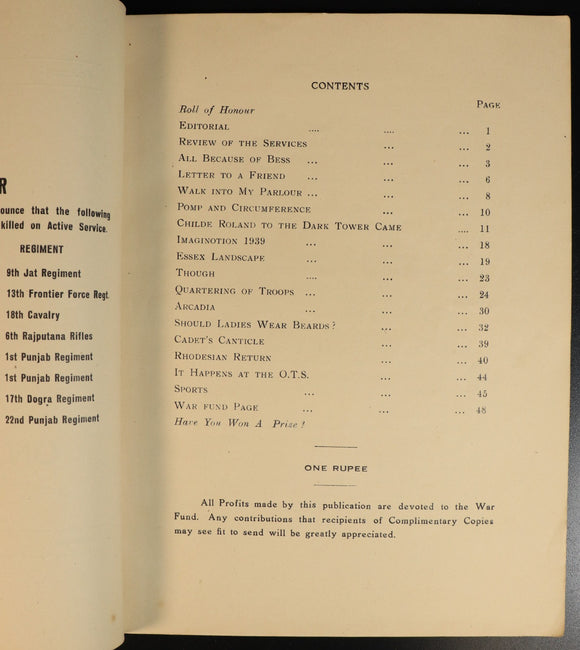 R
ounce that the following
killed on Active Service.
REGIMENT
9th Jat Regiment
13th Frontier Force Regt.
18th Cavalry
6th Rajputana Rifles
1st Punjab Regiment
1st Punjab Regiment
17th Dogra Regiment
22nd Punjab Regiment
CONTENTS
PAGE
Roll of Honour
EDITORIAL .... .... ... 1
REVIEW OF THE SERVICES ... ... 2
ALL BECAUSE OF BESS ... ... ... 3
LETTER TO A FRIEND ... ... ... 6
WALK INTO MY PARLOUR ... ... ... 8
POMP AND CIRCUMFERENCE ... ... 10
CHILDE ROLAND TO THE DARK TOWER CAME .... 11
IMAGINOTION 1939 ... ... ... 18
ESSEX LANDSCAPE ... ... ... 19
THOUGH .... ... ... 23
QUARTERING OF TROOPS ... ... ... 24
ARCADIA ... ... ... 30
SHOULD LADIES WEAR BEARDS? ... ... 32
CADET'S CANTICLE ... ... 39
RHODESIAN RETURN ... ... 40
IT HAPPENS AT THE O.T.S. ... ... 44
SPORTS ... ... ... 45
WAR FUND PAGE ... ... ... 48
Have You Won A Prize!
ONE RUPEE
All Profits made by this publication are devoted to the War
Fund. Any contributions that recipients of Complimentary Copies
may see fit to send will be greatly appreciated.